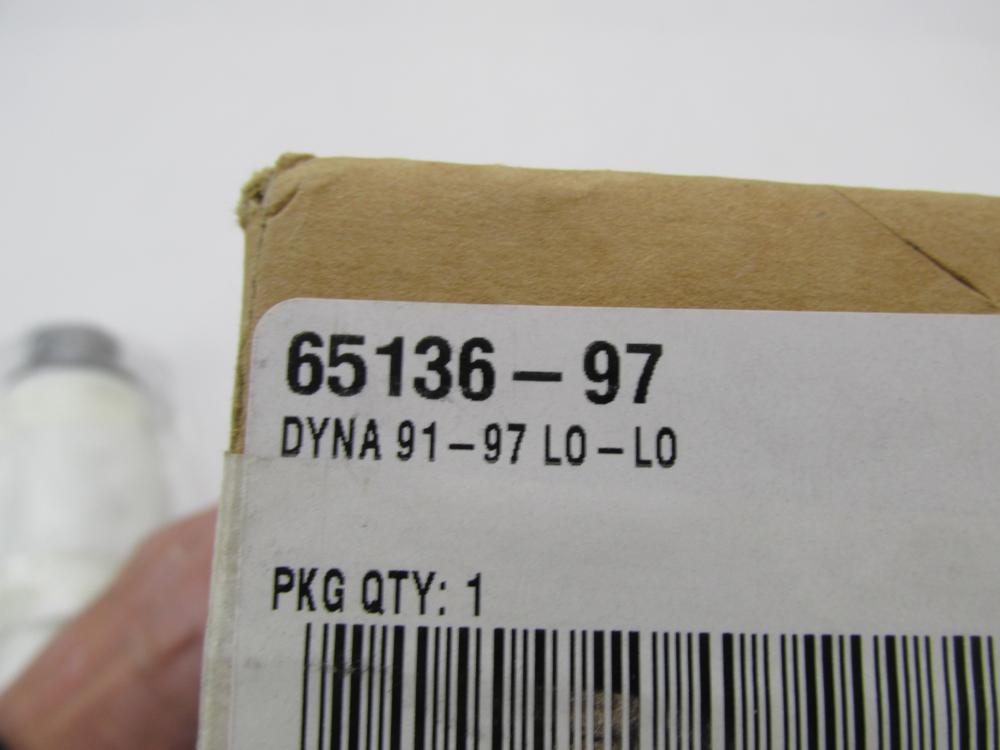 65136-97
DYNA 91-97 LO-LO
PKG QTY: 1